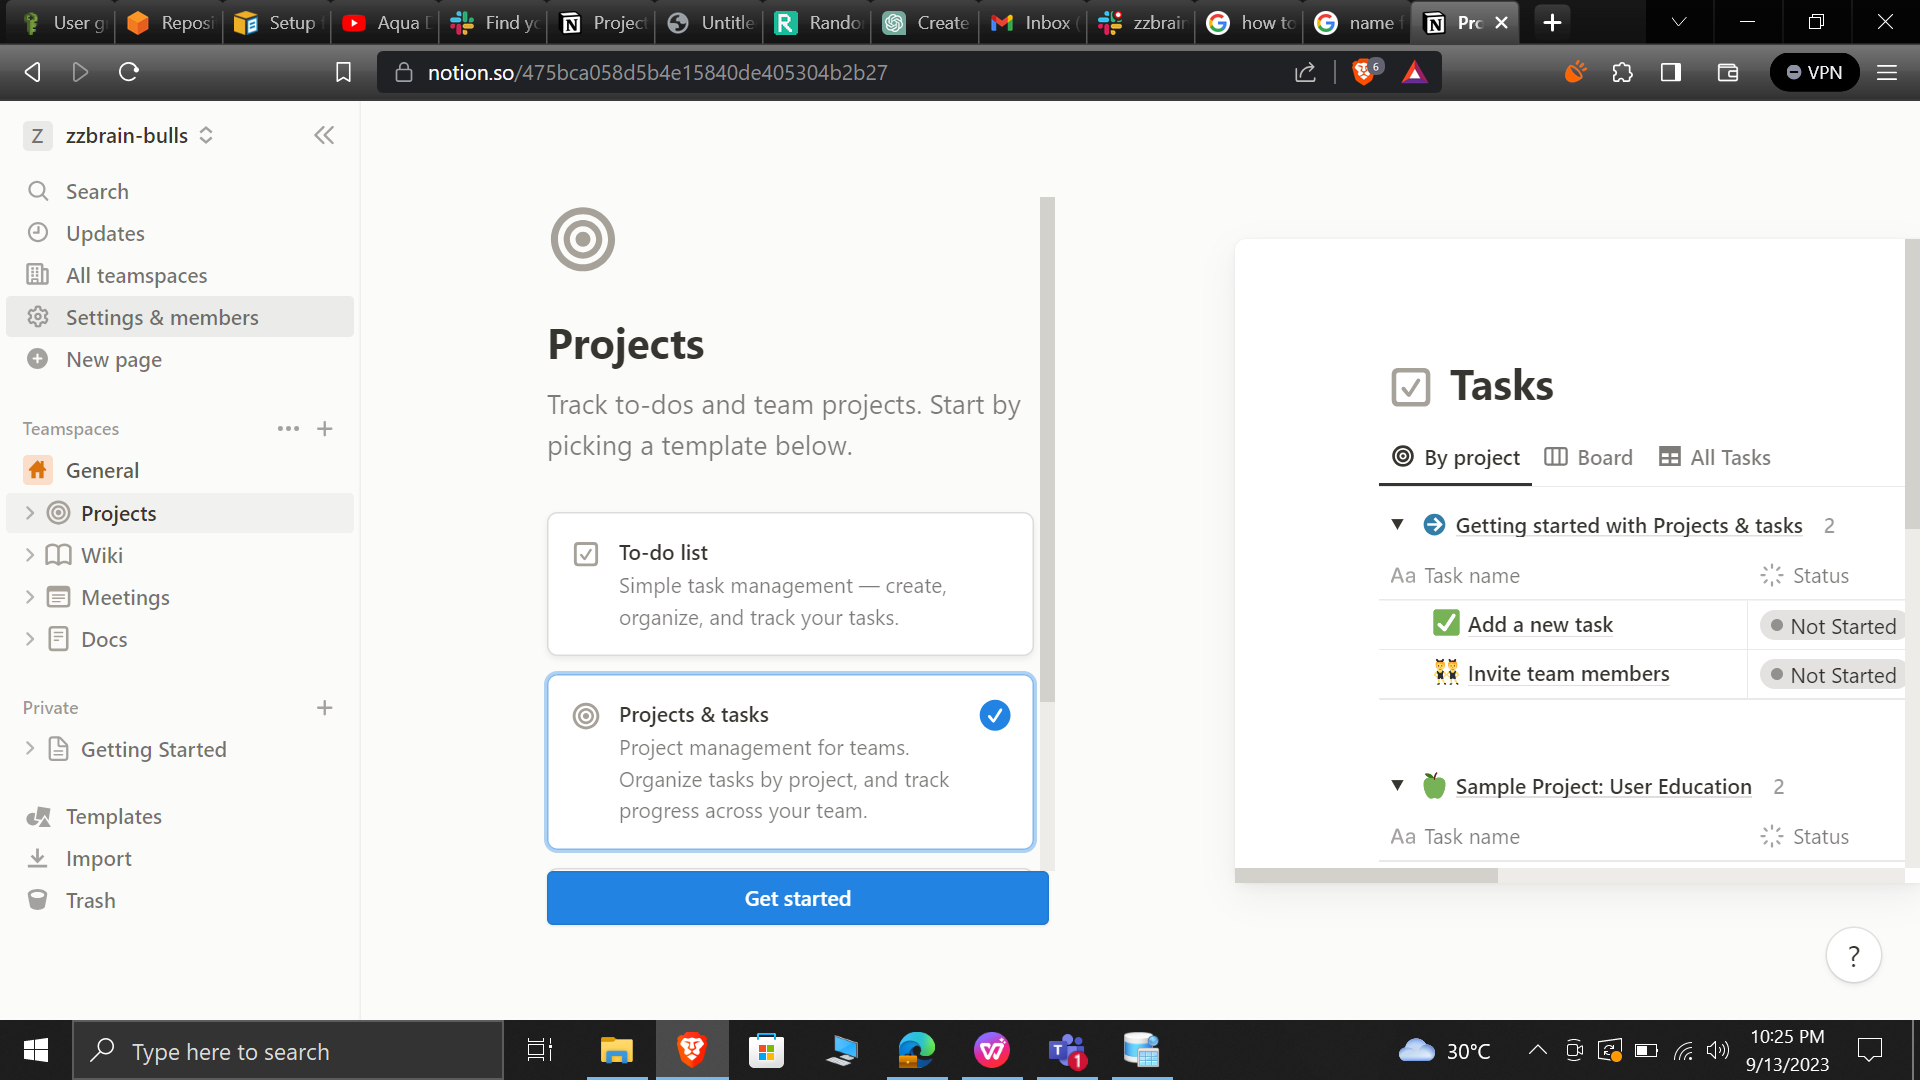 User gr
Reposi
Setup
Aqua D
Find yo
Project
Untitle
Rando
Create
Inbox (
zzbrain
how to
name f
Pro
notion.so/475bca058d5b4e15840de405304b2b27
6
VPN
Z zzbrain-bulls
Search
Updates
All teamspaces
Settings & members
New page
Teamspaces
General
Projects
Wiki
Meetings
Docs
Private
Getting Started
Templates
Import
Trash
Projects
Track to-dos and team projects. Start by
picking a template below.
To-do list
Simple task management — create,
organize, and track your tasks.
Projects & tasks
Project management for teams.
Organize tasks by project, and track
progress across your team.
Get started
Tasks
By project
Board
All Tasks
Getting started with Projects & tasks 2
Aa Task name Status
Add a new task Not Started
Invite team members Not Started
Sample Project: User Education 2
Aa Task name Status
?
Type here to search
1
30°C
10:25 PM
9/13/2023